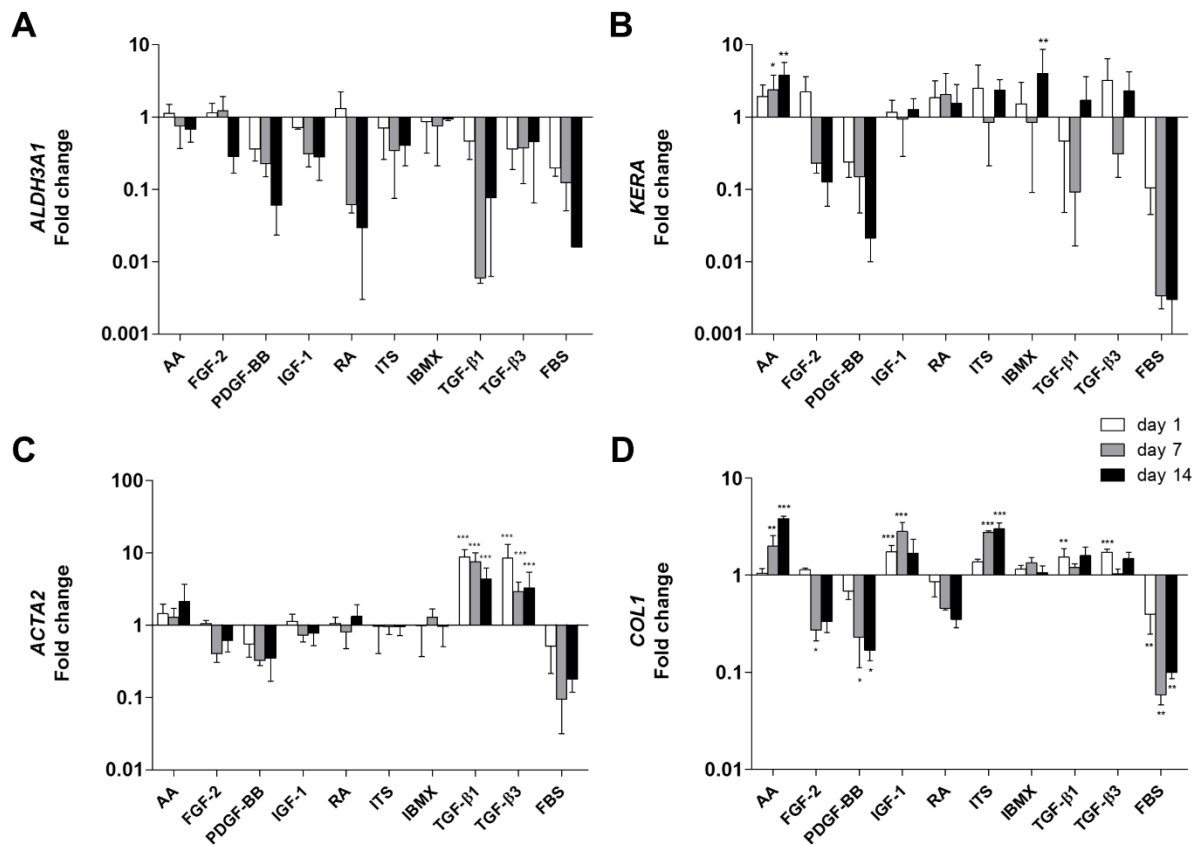 A
ALDH3A1
Fold change
10
1
0.1
0.01
0.001
AA
FGF-2
PDGF-BB
IGF-1
RA
ITS
IBMX
TGF-β1
TGF-β3
FBS
B
KERA
Fold change
10
1
0.1
0.01
0.001
*
**
**
AA
FGF-2
PDGF-BB
IGF-1
RA
ITS
IBMX
TGF-β1
TGF-β3
FBS
day 1
day 7
day 14
C
ACTA2
Fold change
100
10
1
0.1
0.01
***
***
***
***
***
***
AA
FGF-2
PDGF-BB
IGF-1
RA
ITS
IBMX
TGF-β1
TGF-β3
FBS
D
COL1
Fold change
10
1
0.1
0.01
**
***
*
*
*
***
***
***
***
**
***
**
**
**
AA
FGF-2
PDGF-BB
IGF-1
RA
ITS
IBMX
TGF-β1
TGF-β3
FBS